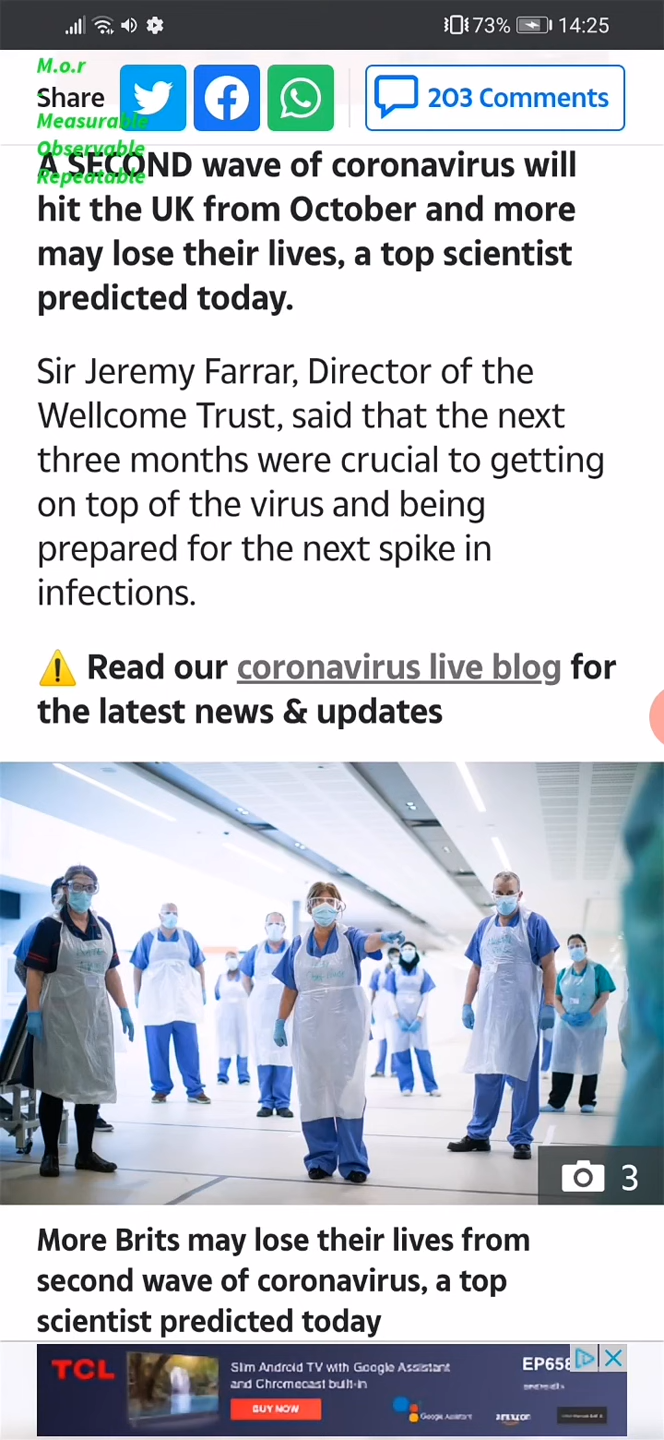 73% 14:25
M.o.r
Share
203 Comments
Measurable
Observable
Repeatable
A SECOND wave of coronavirus will
hit the UK from October and more
may lose their lives, a top scientist
predicted today.
Sir Jeremy Farrar, Director of the
Wellcome Trust, said that the next
three months were crucial to getting
on top of the virus and being
prepared for the next spike in
infections.
Read our coronavirus live blog for
the latest news & updates
3
More Brits may lose their lives from
second wave of coronavirus, a top
scientist predicted today
TCL
Slim Android TV with Google Assistant
and Chromecast built-in
BUY NOW
EP658
Google Assistant
amazon